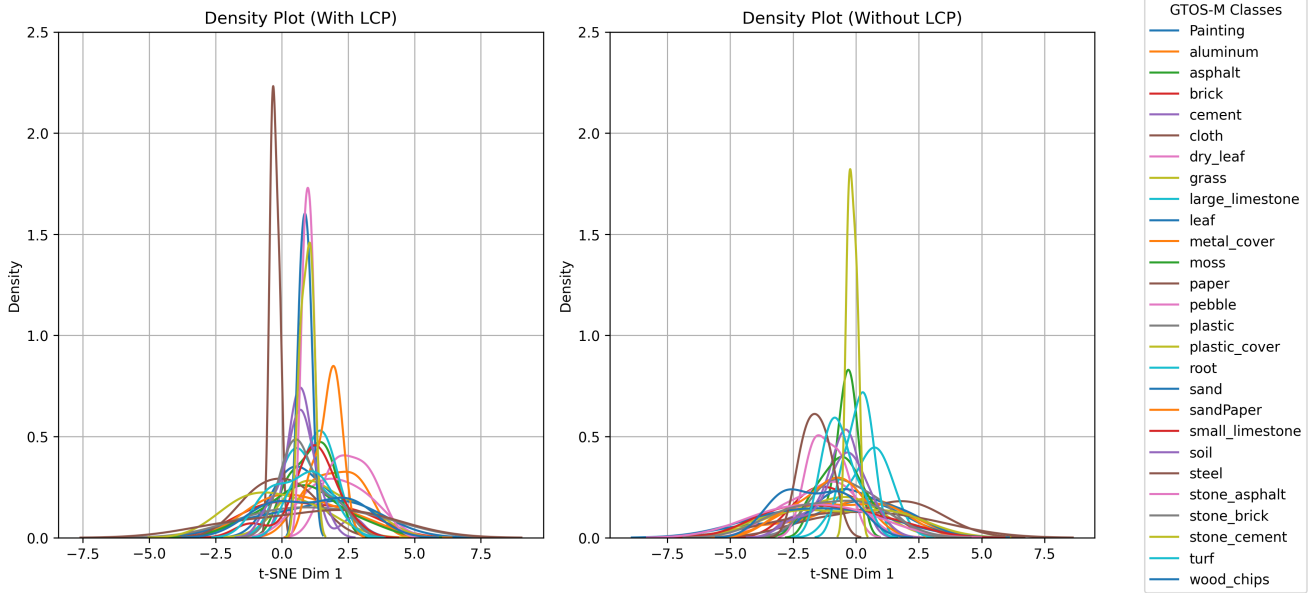 Density Plot (With LCP)
2.5
2.0
1.5
1.0
0.5
0.0
Density
−7.5 −5.0 −2.5 0.0 2.5 5.0 7.5
t-SNE Dim 1
Density Plot (Without LCP)
2.5
2.0
1.5
1.0
0.5
0.0
Density
−7.5 −5.0 −2.5 0.0 2.5 5.0 7.5
t-SNE Dim 1
GTOS-M Classes
Painting
aluminum
asphalt
brick
cement
cloth
dry_leaf
grass
large_limestone
leaf
metal_cover
moss
paper
pebble
plastic
plastic_cover
root
sand
sandPaper
small_limestone
soil
steel
stone_asphalt
stone_brick
stone_cement
turf
wood_chips